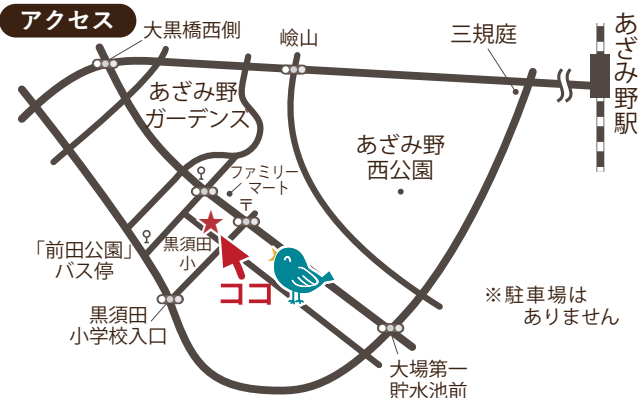 アクセス
大黒橋西側
嶮山
三規庭
あざみ野駅
あざみ野
ガーデンズ
あざみ野
西公園
ファミリー
マート
〒
「前田公園」
バス停
黒須田
小
ココ
黒須田
小学校入口
※駐車場は
ありません
大場第一
貯水池前